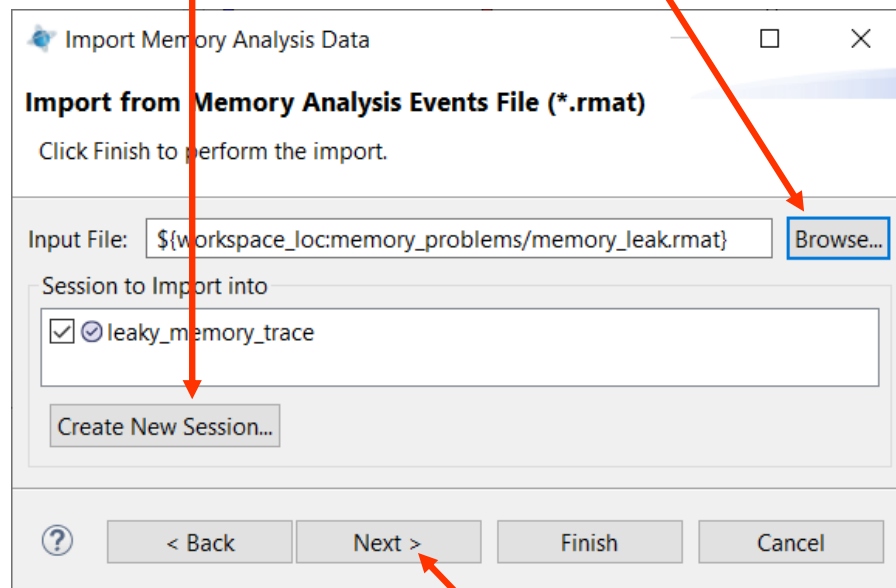 Import Memory Analysis Data
Import from Memory Analysis Events File (*.rmat)
Click Finish to perform the import.
Input File: ${workspace_loc:memory_problems/memory_leak.rmat} Browse...
Session to Import into
leaky_memory_trace
Create New Session...
? < Back Next > Finish Cancel